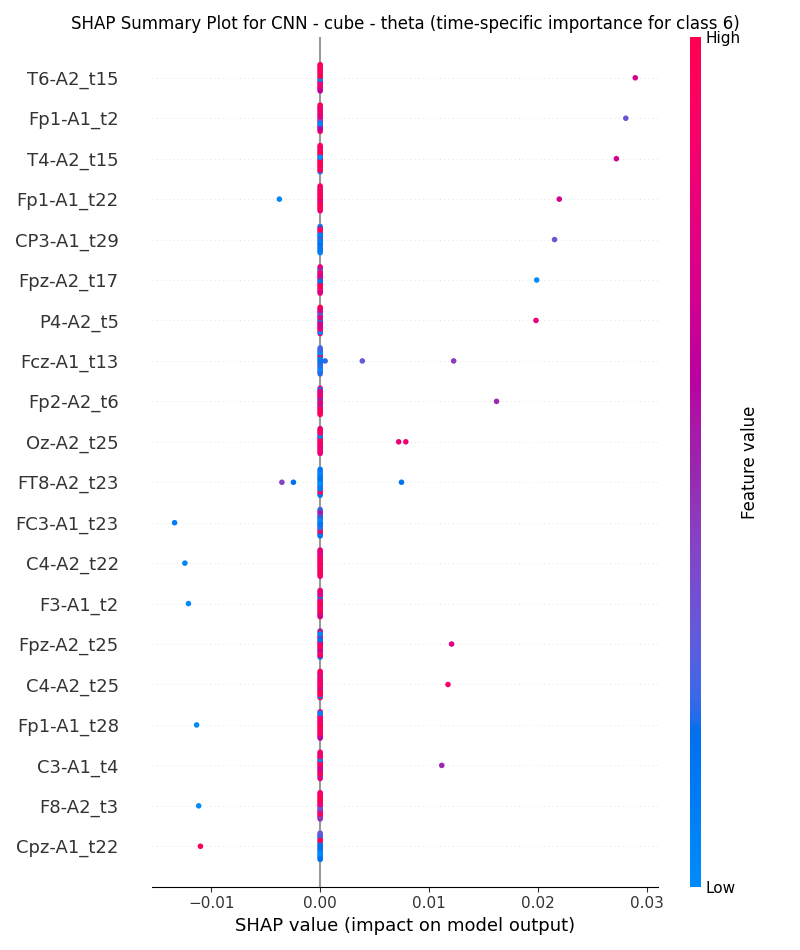 SHAP Summary Plot for CNN - cube - theta (time-specific importance for class 6)
High
T6-A2_t15
Fp1-A1_t2
T4-A2_t15
Fp1-A1_t22
CP3-A1_t29
Fpz-A2_t17
P4-A2_t5
Fcz-A1_t13
Fp2-A2_t6
Oz-A2_t25
FT8-A2_t23
FC3-A1_t23
C4-A2_t22
F3-A1_t2
Fpz-A2_t25
C4-A2_t25
Fp1-A1_t28
C3-A1_t4
F8-A2_t3
Cpz-A1_t22
Feature value
Low
−0.01 0.00 0.01 0.02 0.03
SHAP value (impact on model output)